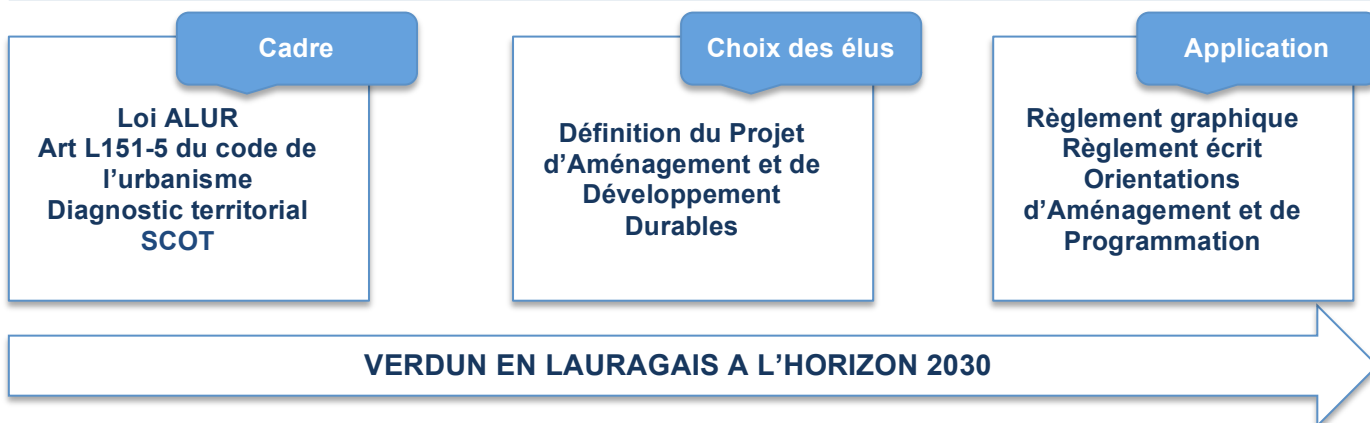 Cadre
Loi ALUR
Art L151-5 du code de
l’urbanisme
Diagnostic territorial
SCOT
Choix des élus
Définition du Projet
d’Aménagement et de
Développement
Durables
Application
Règlement graphique
Règlement écrit
Orientations
d’Aménagement et de
Programmation
VERDUN EN LAURAGAIS A L’HORIZON 2030